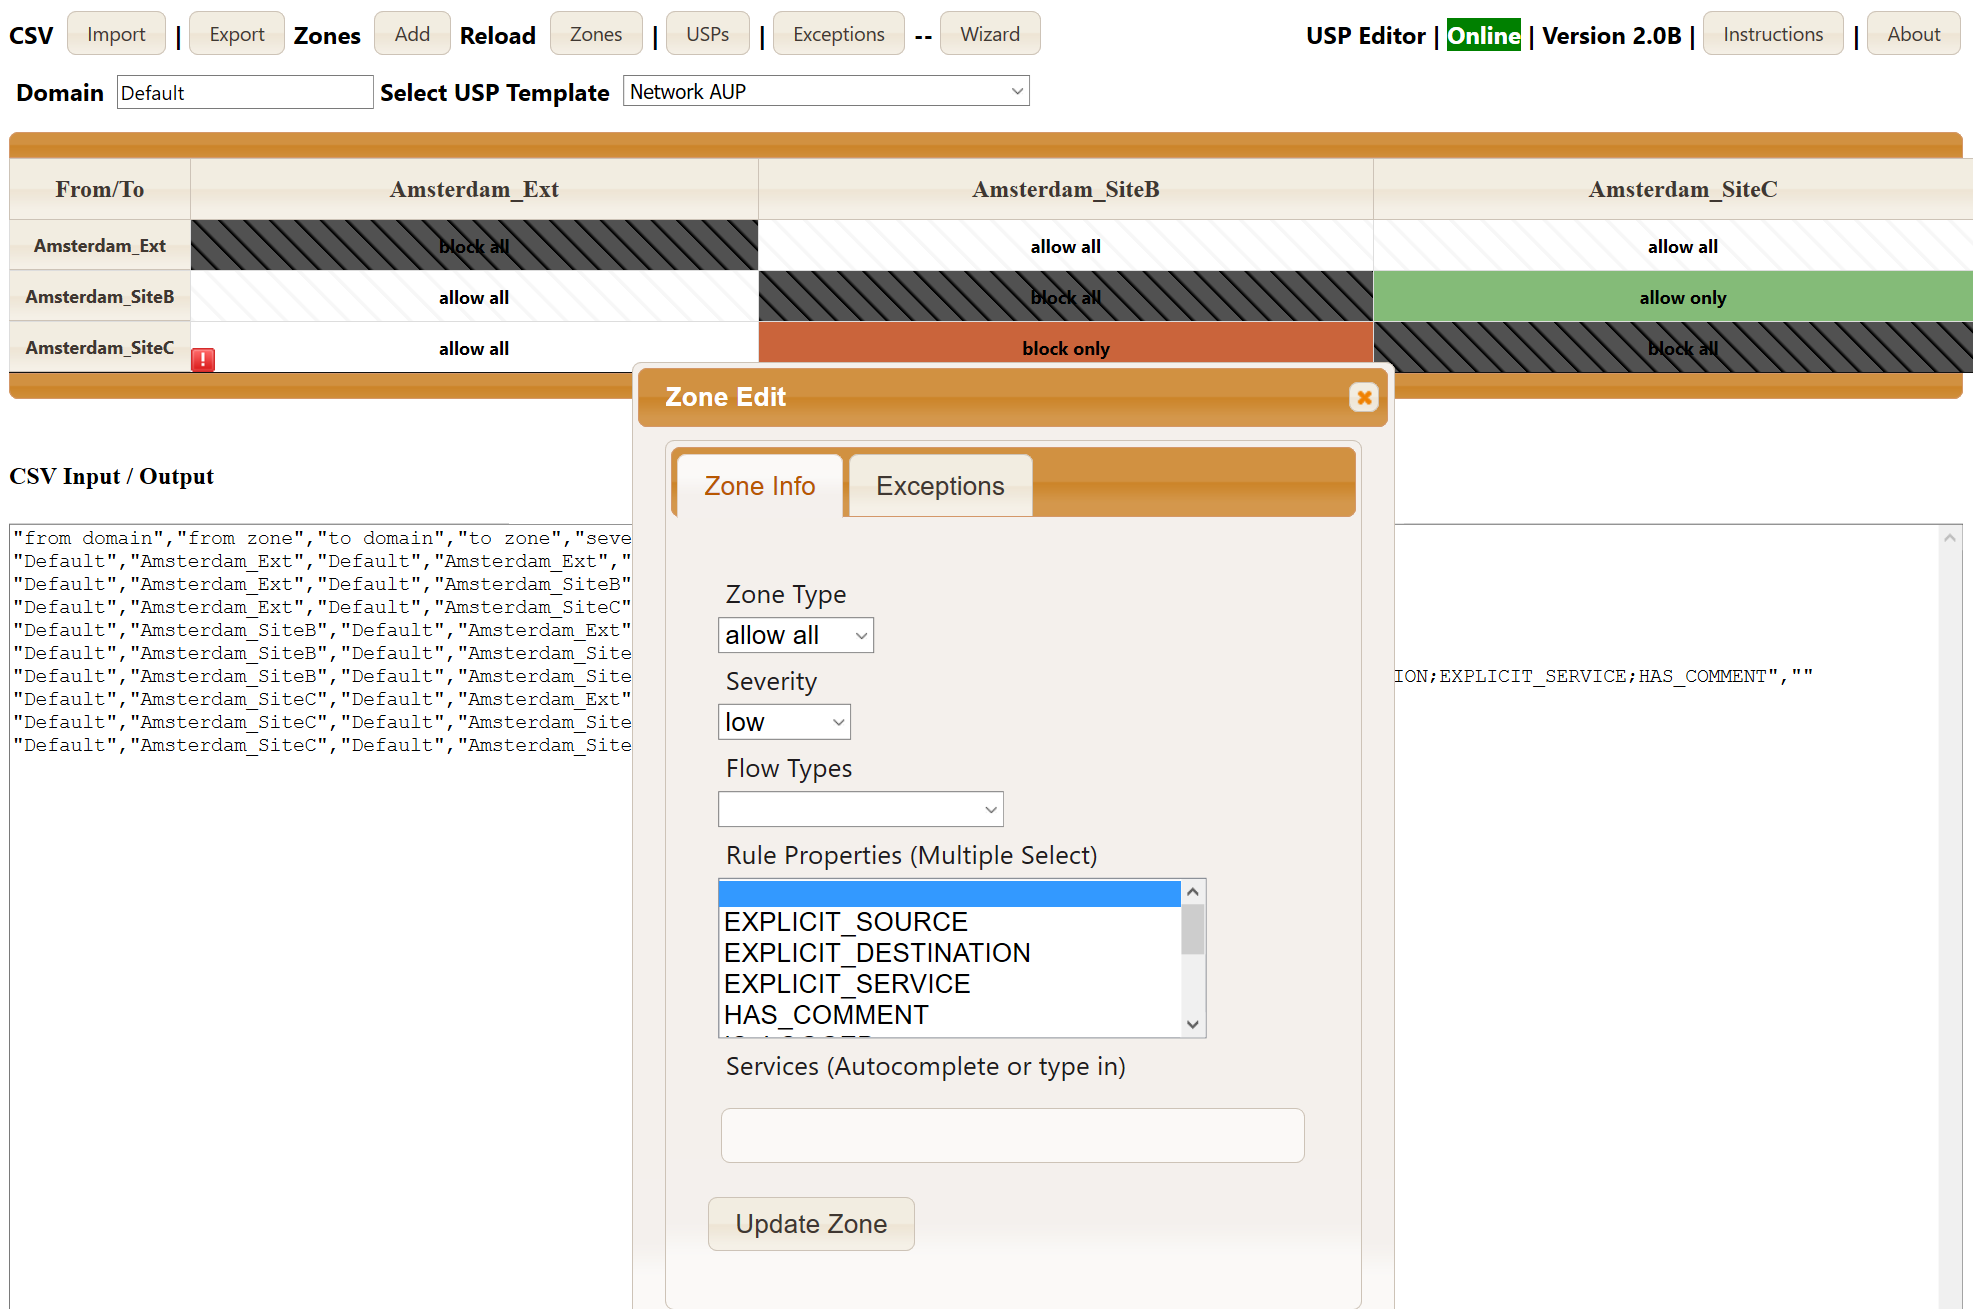 CSV Import | Export Zones Add Reload Zones | USPs | Exceptions -- Wizard USP Editor | Online | Version 2.0B | Instructions | About
Domain Default Select USP Template Network AUP
From/To Amsterdam_Ext Amsterdam_SiteB Amsterdam_SiteC
Amsterdam_Ext block all allow all allow all
Amsterdam_SiteB allow all block all allow only
Amsterdam_SiteC ! allow all block only block all
Zone Edit
Zone Info Exceptions
Zone Type
allow all
Severity
low
Flow Types
Rule Properties (Multiple Select)
EXPLICIT_SOURCE
EXPLICIT_DESTINATION
EXPLICIT_SERVICE
HAS_COMMENT
Services (Autocomplete or type in)
Update Zone
CSV Input / Output
"from domain","from zone","to domain","to zone","seve
"Default","Amsterdam_Ext","Default","Amsterdam_Ext","
"Default","Amsterdam_Ext","Default","Amsterdam_SiteB"
"Default","Amsterdam_Ext","Default","Amsterdam_SiteC"
"Default","Amsterdam_SiteB","Default","Amsterdam_Ext"
"Default","Amsterdam_SiteB","Default","Amsterdam_Site
"Default","Amsterdam_SiteB","Default","Amsterdam_Site ION;EXPLICIT_SERVICE;HAS_COMMENT",""
"Default","Amsterdam_SiteC","Default","Amsterdam_Ext"
"Default","Amsterdam_SiteC","Default","Amsterdam_Site
"Default","Amsterdam_SiteC","Default","Amsterdam_Site